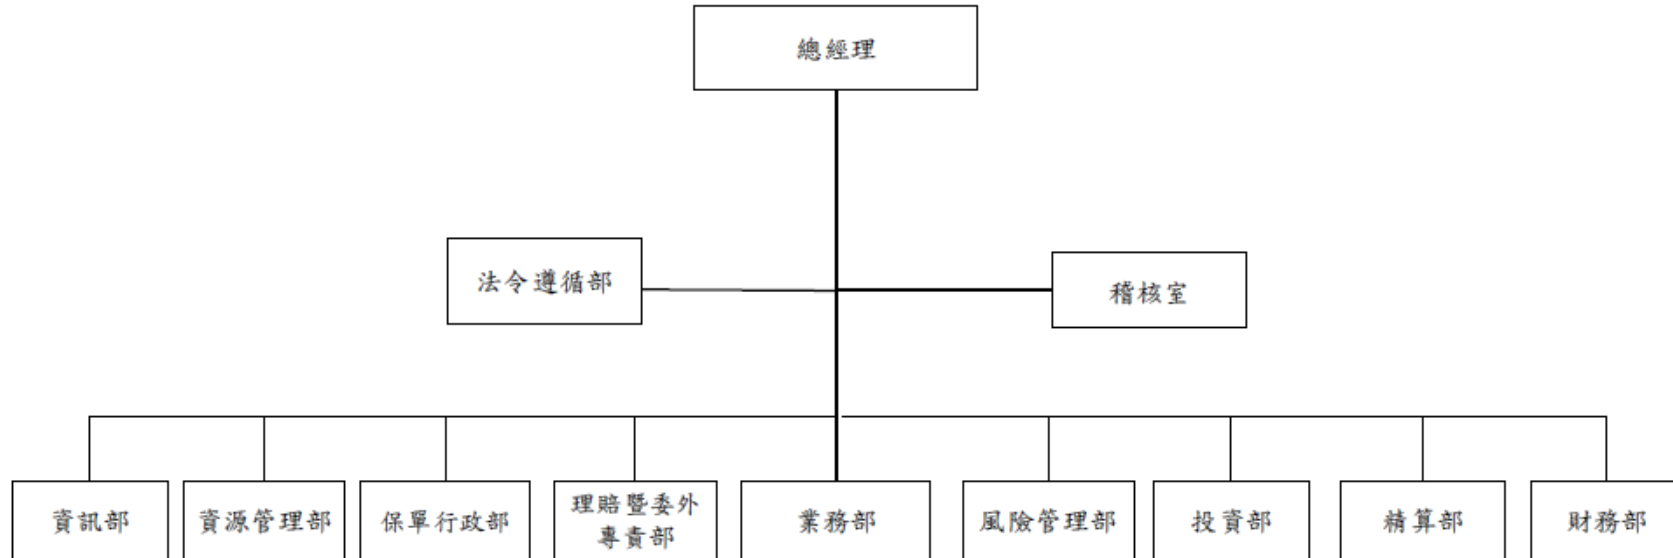 總經理
法令遵循部
稽核室
資訊部
資源管理部
保單行政部
理賠暨委外
專責部
業務部
風險管理部
投資部
精算部
財務部